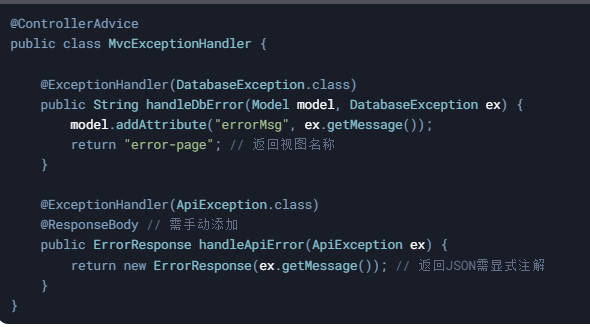 @ControllerAdvice
public class MvcExceptionHandler {
@ExceptionHandler(DatabaseException.class)
public String handleDbError(Model model, DatabaseException ex) {
model.addAttribute("errorMsg", ex.getMessage());
return "error-page"; // 返回视图名称
}
@ExceptionHandler(ApiException.class)
@ResponseBody // 需手动添加
public ErrorResponse handleApiError(ApiException ex) {
return new ErrorResponse(ex.getMessage()); // 返回JSON需显式注解
}
}